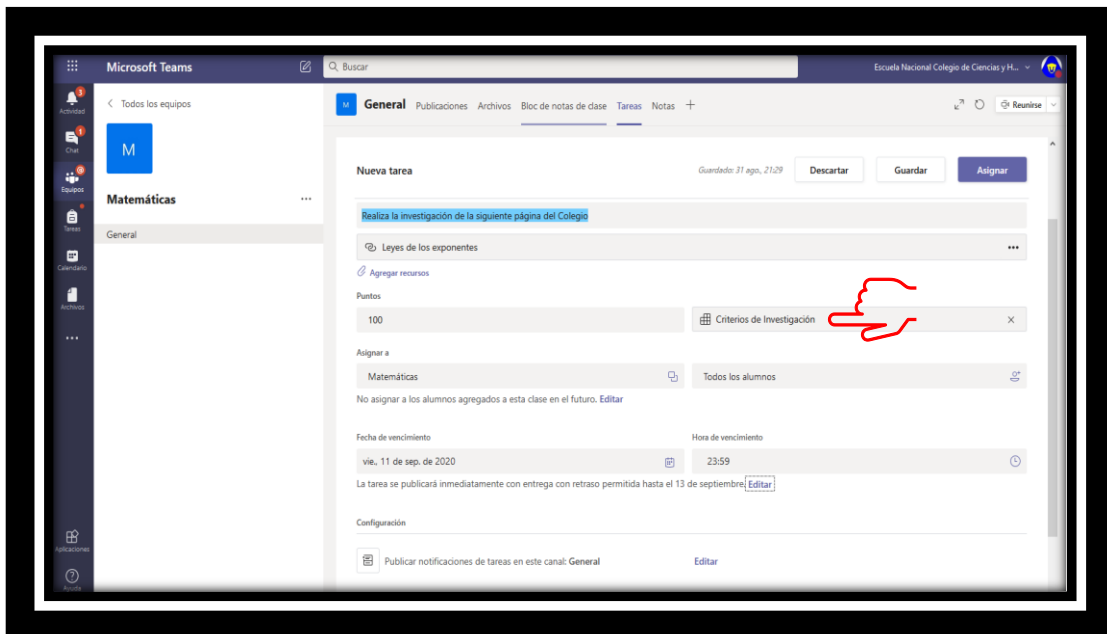 Microsoft Teams
Buscar
Escuela Nacional Colegio de Ciencias y H...
Actividad
3
Chat
1
Equipos
Tareas
Calendario
Archivos
...
Aplicaciones
Ayuda
Todos los equipos
M
Matemáticas
...
General
M General Publicaciones Archivos Bloc de notas de clase Tareas Notas +
Reunirse
Nueva tarea
Guardado: 31 ago., 21:29
Descartar
Guardar
Asignar
Realiza la investigación de la siguiente página del Colegio
Leyes de los exponentes
...
Agregar recursos
Puntos
100
Criterios de Investigación
Asignar a
Matemáticas
Todos los alumnos
No asignar a los alumnos agregados a esta clase en el futuro. Editar
Fecha de vencimiento
Hora de vencimiento
vie., 11 de sep. de 2020
23:59
La tarea se publicará inmediatamente con entrega con retraso permitida hasta el 13 de septiembre. Editar
Configuración
Publicar notificaciones de tareas en este canal: General
Editar